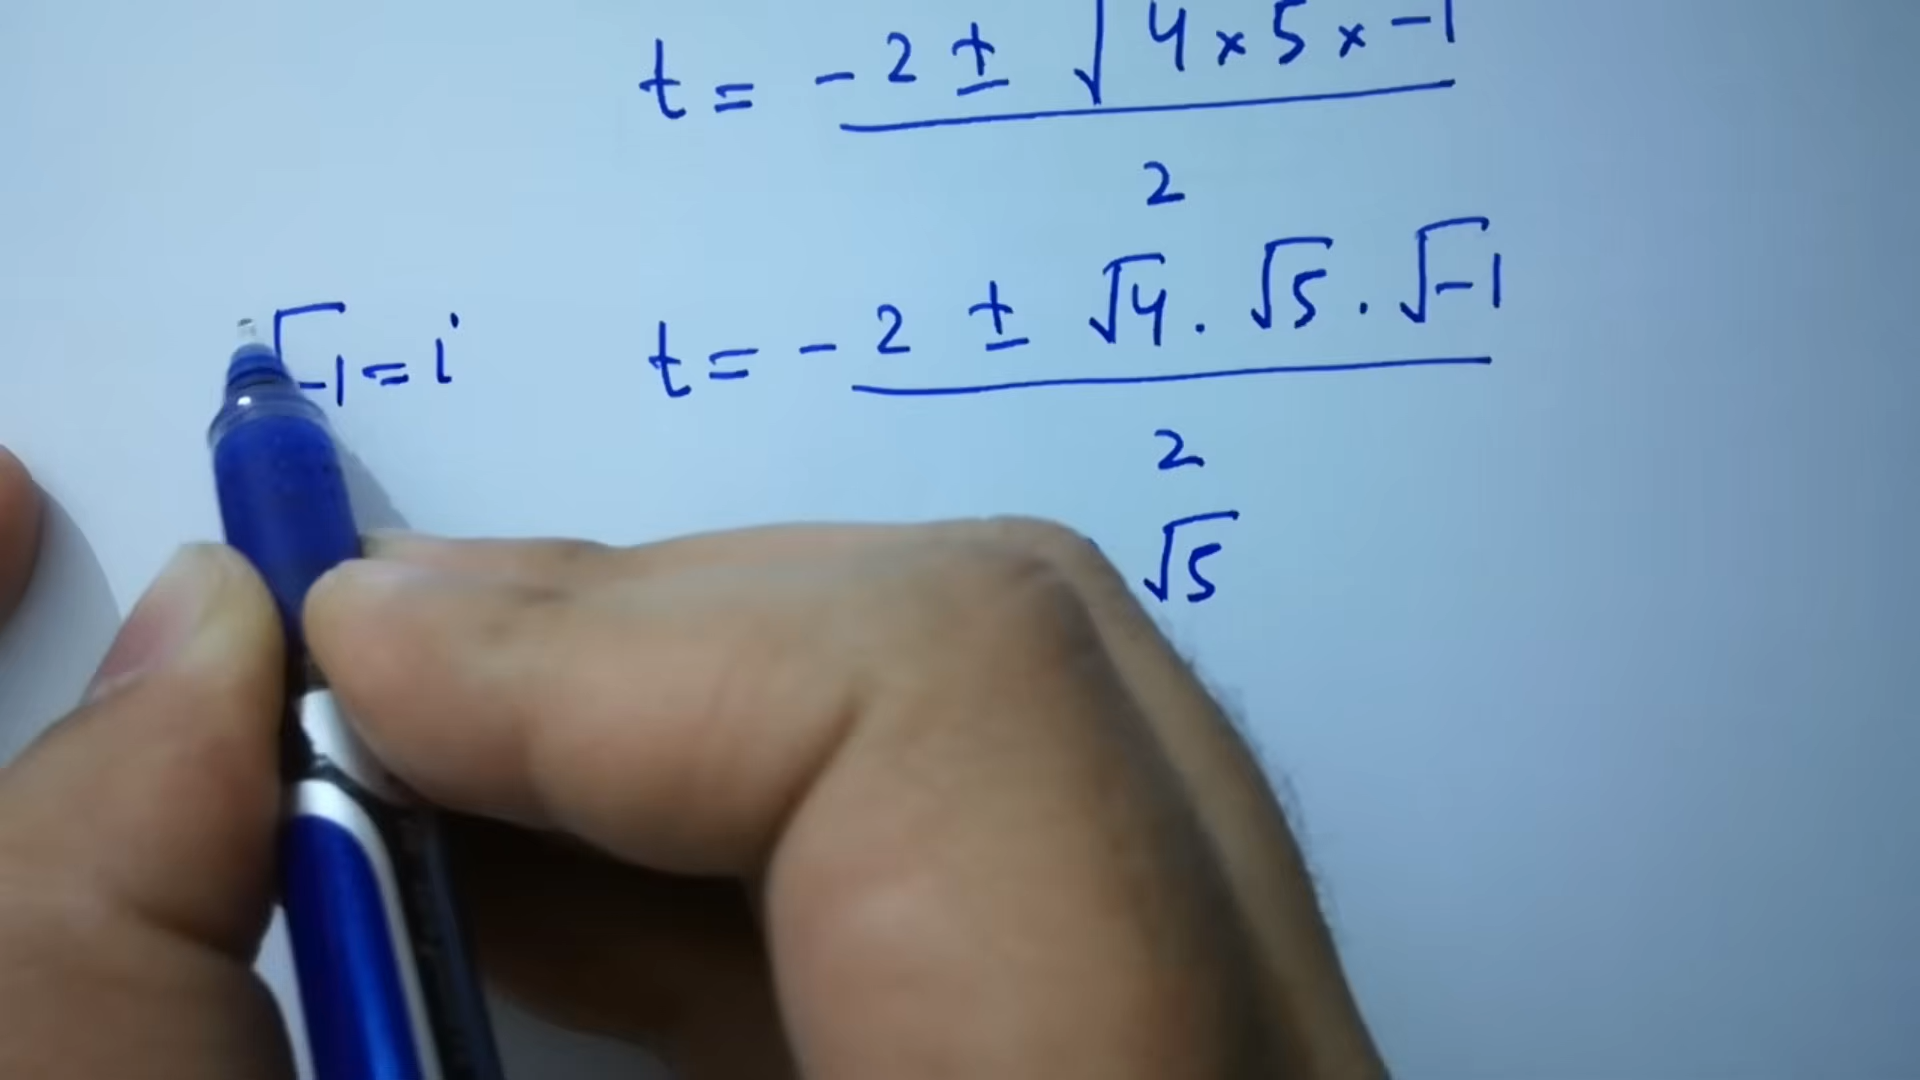 t = -2 ± √4×5×-1
2
√-1 = i
t = -2 ± √4 . √5 . √-1
2
√5